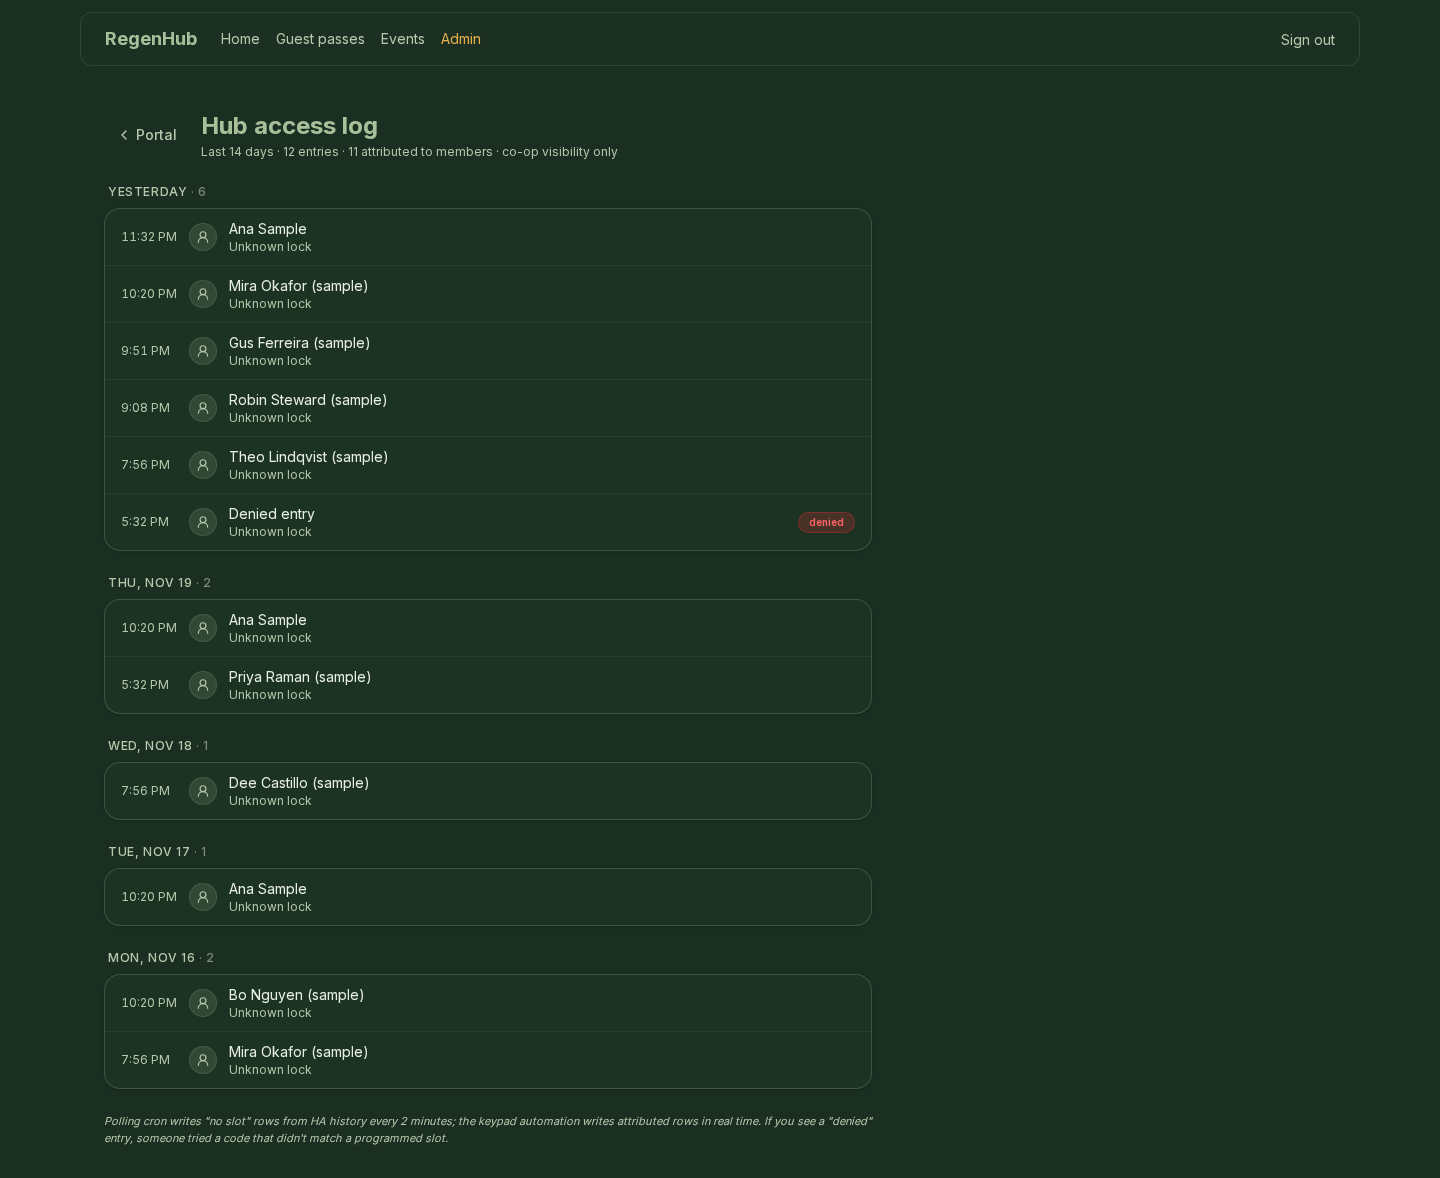 RegenHub Home Guest passes Events Admin Sign out
Portal
Hub access log
Last 14 days · 12 entries · 11 attributed to members · co-op visibility only
YESTERDAY · 6
11:32 PM Ana Sample
Unknown lock
10:20 PM Mira Okafor (sample)
Unknown lock
9:51 PM Gus Ferreira (sample)
Unknown lock
9:08 PM Robin Steward (sample)
Unknown lock
7:56 PM Theo Lindqvist (sample)
Unknown lock
5:32 PM Denied entry denied
Unknown lock
THU, NOV 19 · 2
10:20 PM Ana Sample
Unknown lock
5:32 PM Priya Raman (sample)
Unknown lock
WED, NOV 18 · 1
7:56 PM Dee Castillo (sample)
Unknown lock
TUE, NOV 17 · 1
10:20 PM Ana Sample
Unknown lock
MON, NOV 16 · 2
10:20 PM Bo Nguyen (sample)
Unknown lock
7:56 PM Mira Okafor (sample)
Unknown lock
Polling cron writes "no slot" rows from HA history every 2 minutes; the keypad automation writes attributed rows in real time. If you see a "denied"
entry, someone tried a code that didn't match a programmed slot.